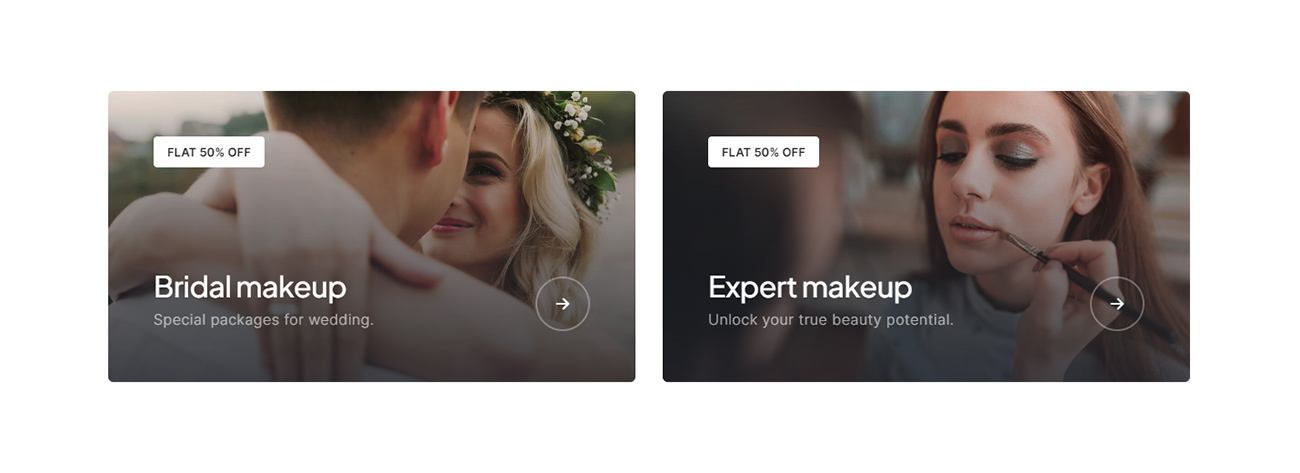 FLAT 50% OFF
Bridal makeup
Special packages for wedding.
FLAT 50% OFF
Expert makeup
Unlock your true beauty potential.